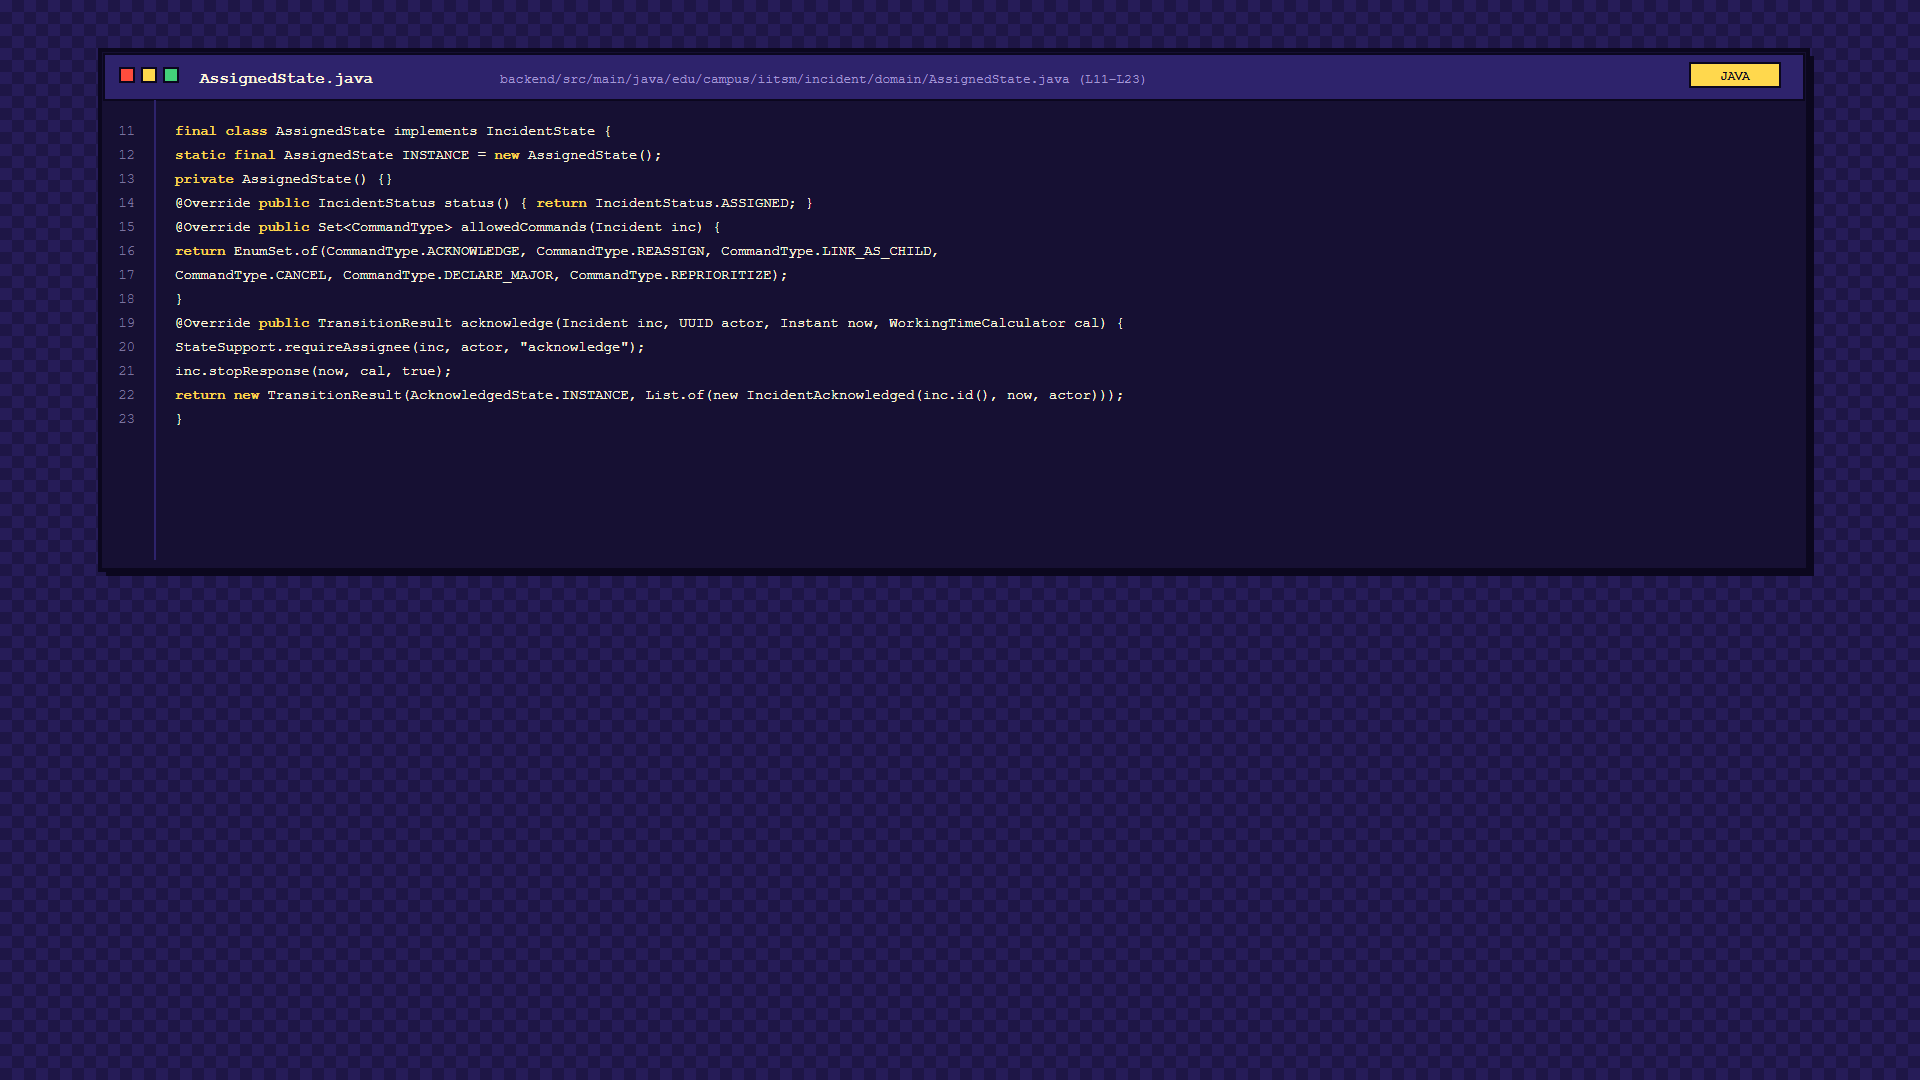 AssignedState.java
backend/src/main/java/edu/campus/iitsm/incident/domain/AssignedState.java (L11-L23)
JAVA
11 final class AssignedState implements IncidentState {
12 static final AssignedState INSTANCE = new AssignedState();
13 private AssignedState() {}
14 @Override public IncidentStatus status() { return IncidentStatus.ASSIGNED; }
15 @Override public Set<CommandType> allowedCommands(Incident inc) {
16 return EnumSet.of(CommandType.ACKNOWLEDGE, CommandType.REASSIGN, CommandType.LINK_AS_CHILD,
17 CommandType.CANCEL, CommandType.DECLARE_MAJOR, CommandType.REPRIORITIZE);
18 }
19 @Override public TransitionResult acknowledge(Incident inc, UUID actor, Instant now, WorkingTimeCalculator cal) {
20 StateSupport.requireAssignee(inc, actor, "acknowledge");
21 inc.stopResponse(now, cal, true);
22 return new TransitionResult(AcknowledgedState.INSTANCE, List.of(new IncidentAcknowledged(inc.id(), now, actor)));
23 }